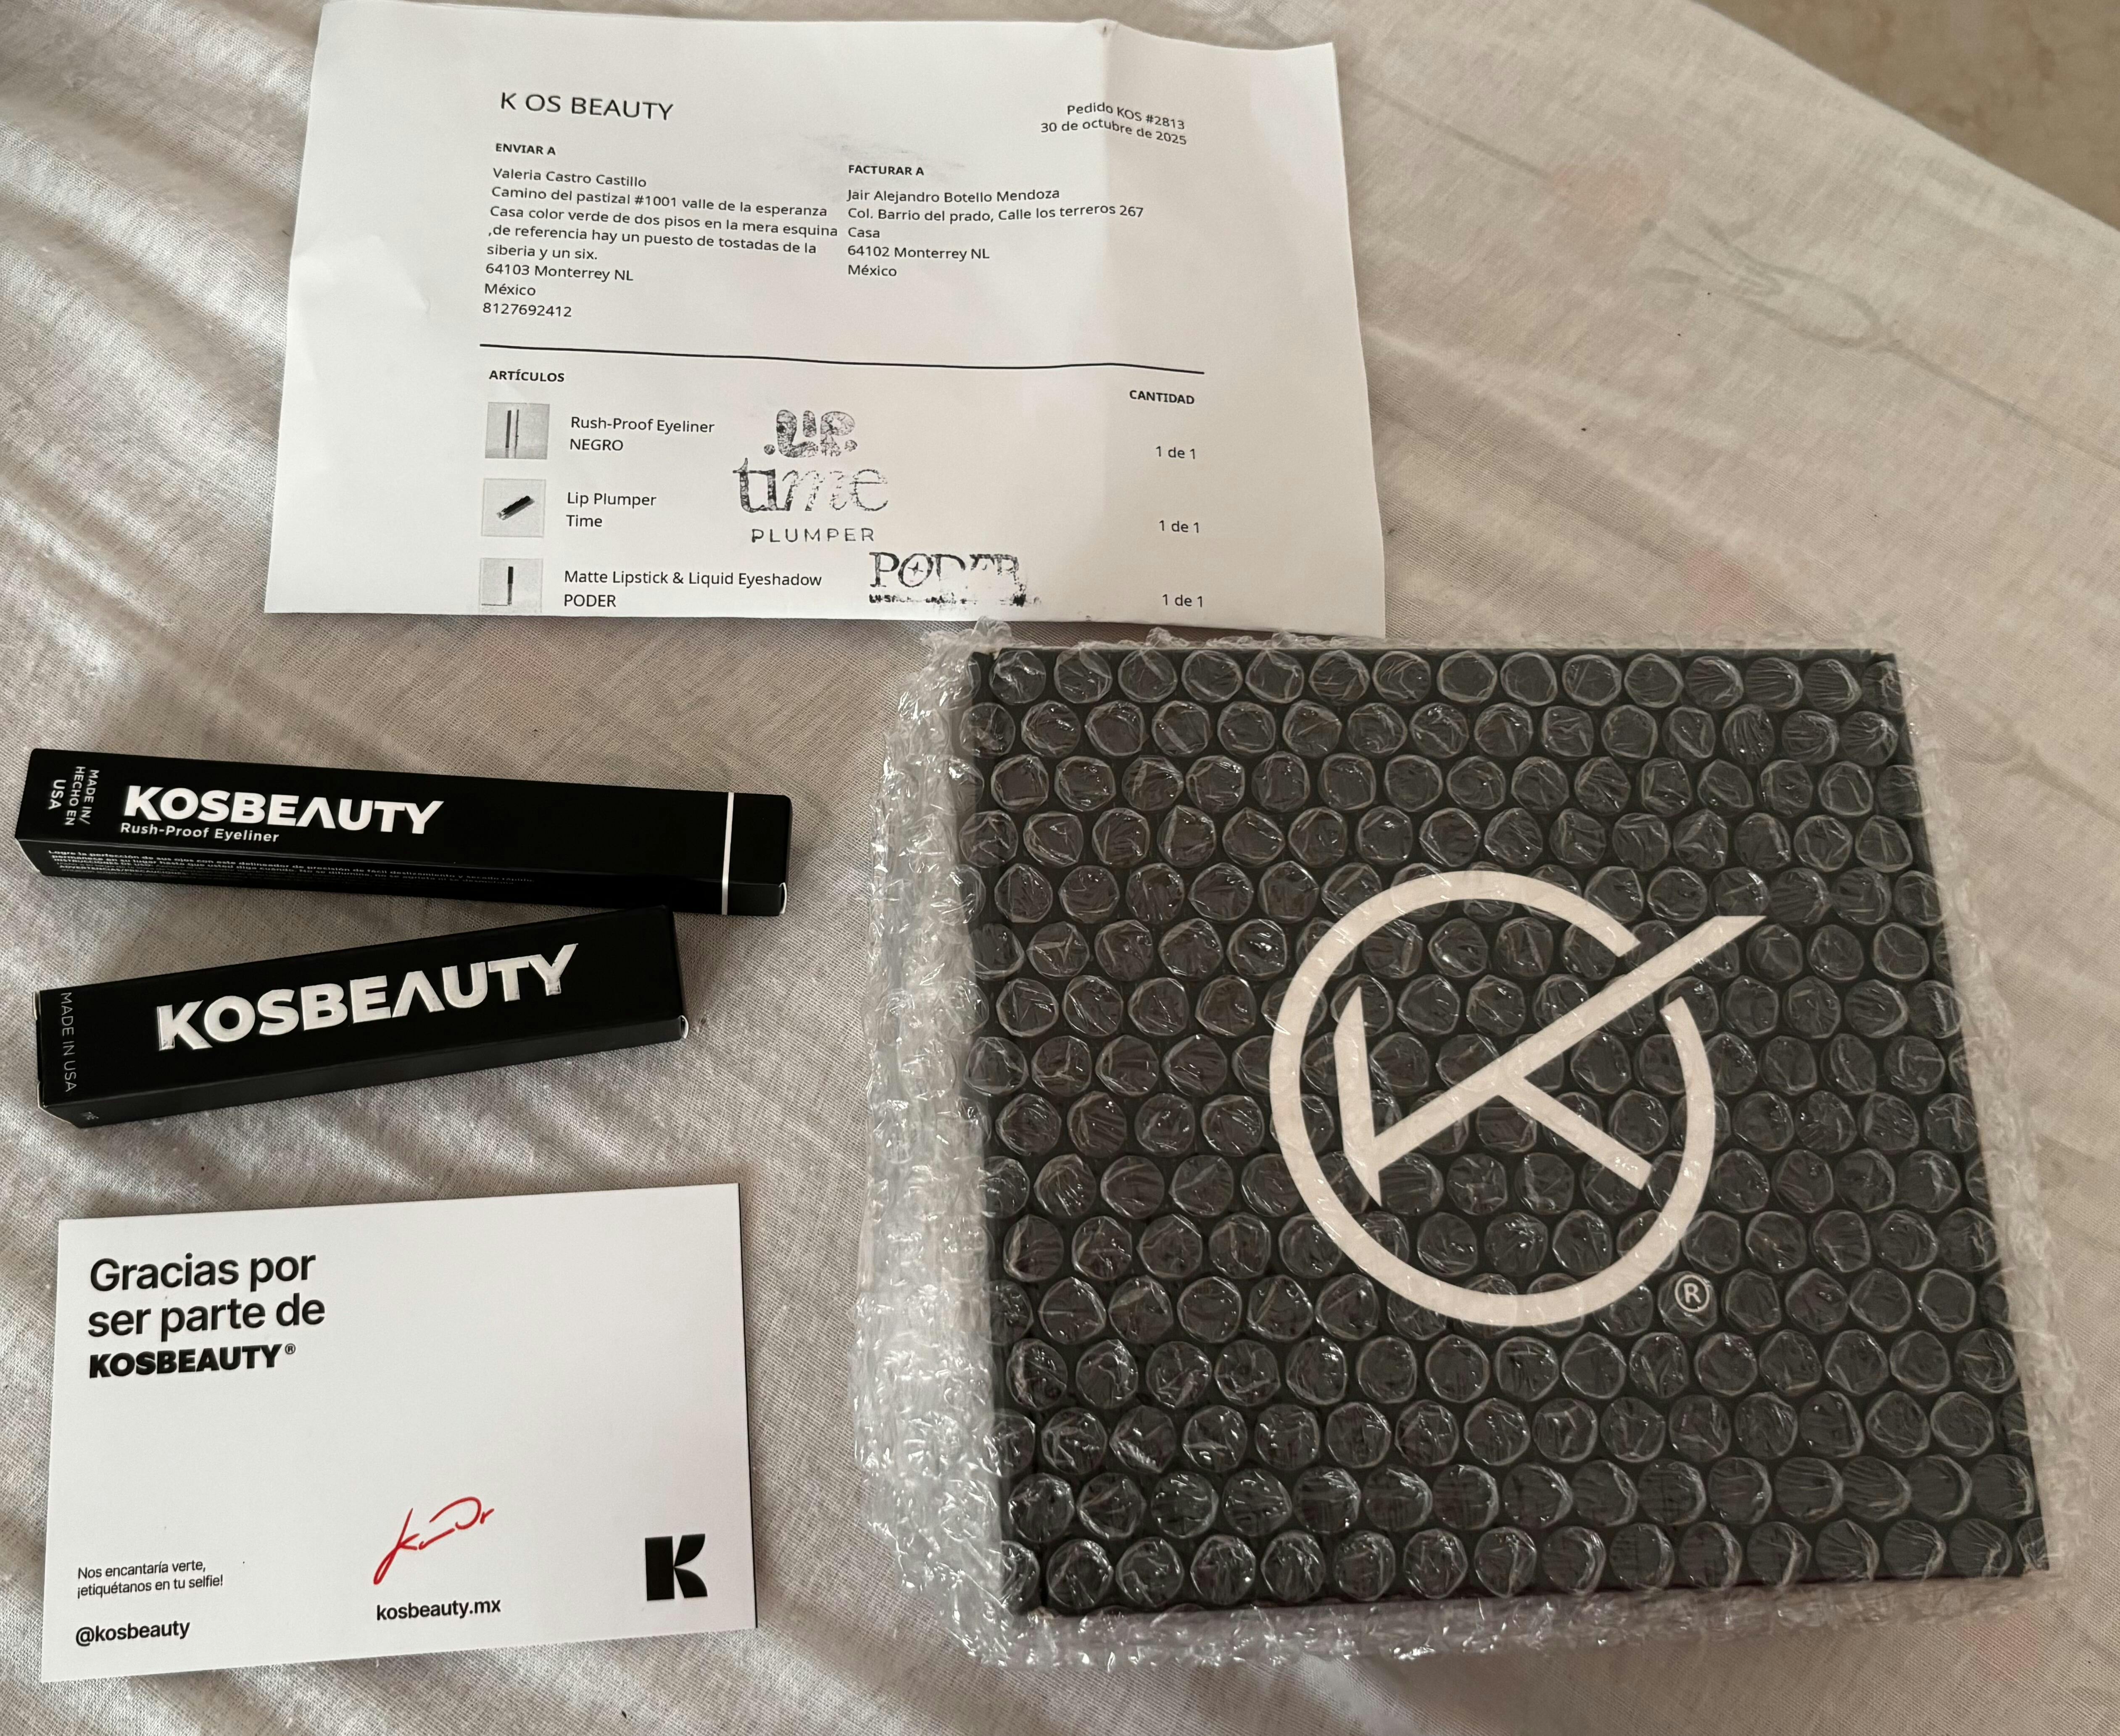 K OS BEAUTY
Pedido KOS #2813
30 de octubre de 2025
ENVIAR A
Valeria Castro Castillo
Camino del pastizal #1001 valle de la esperanza
Casa color verde de dos pisos en la mera esquina
,de referencia hay un puesto de tostadas de la
siberia y un six.
64103 Monterrey NL
México
8127692412
FACTURAR A
Jair Alejandro Botello Mendoza
Col. Barrio del prado, Calle los terreros 267
Casa
64102 Monterrey NL
México
ARTÍCULOS
CANTIDAD
Rush-Proof Eyeliner
NEGRO
1 de 1
LIP
time
PLUMPER
Lip Plumper
Time
1 de 1
PODER
Matte Lipstick & Liquid Eyeshadow
PODER
1 de 1
MADE IN/
HECHO EN
USA
KOSBEAUTY
Rush-Proof Eyeliner
MADE IN USA
KOSBEAUTY
K
®
Gracias por
ser parte de
KOSBEAUTY®
Nos encantaría verte,
¡etiquétanos en tu selfie!
@kosbeauty
kosbeauty.mx
K